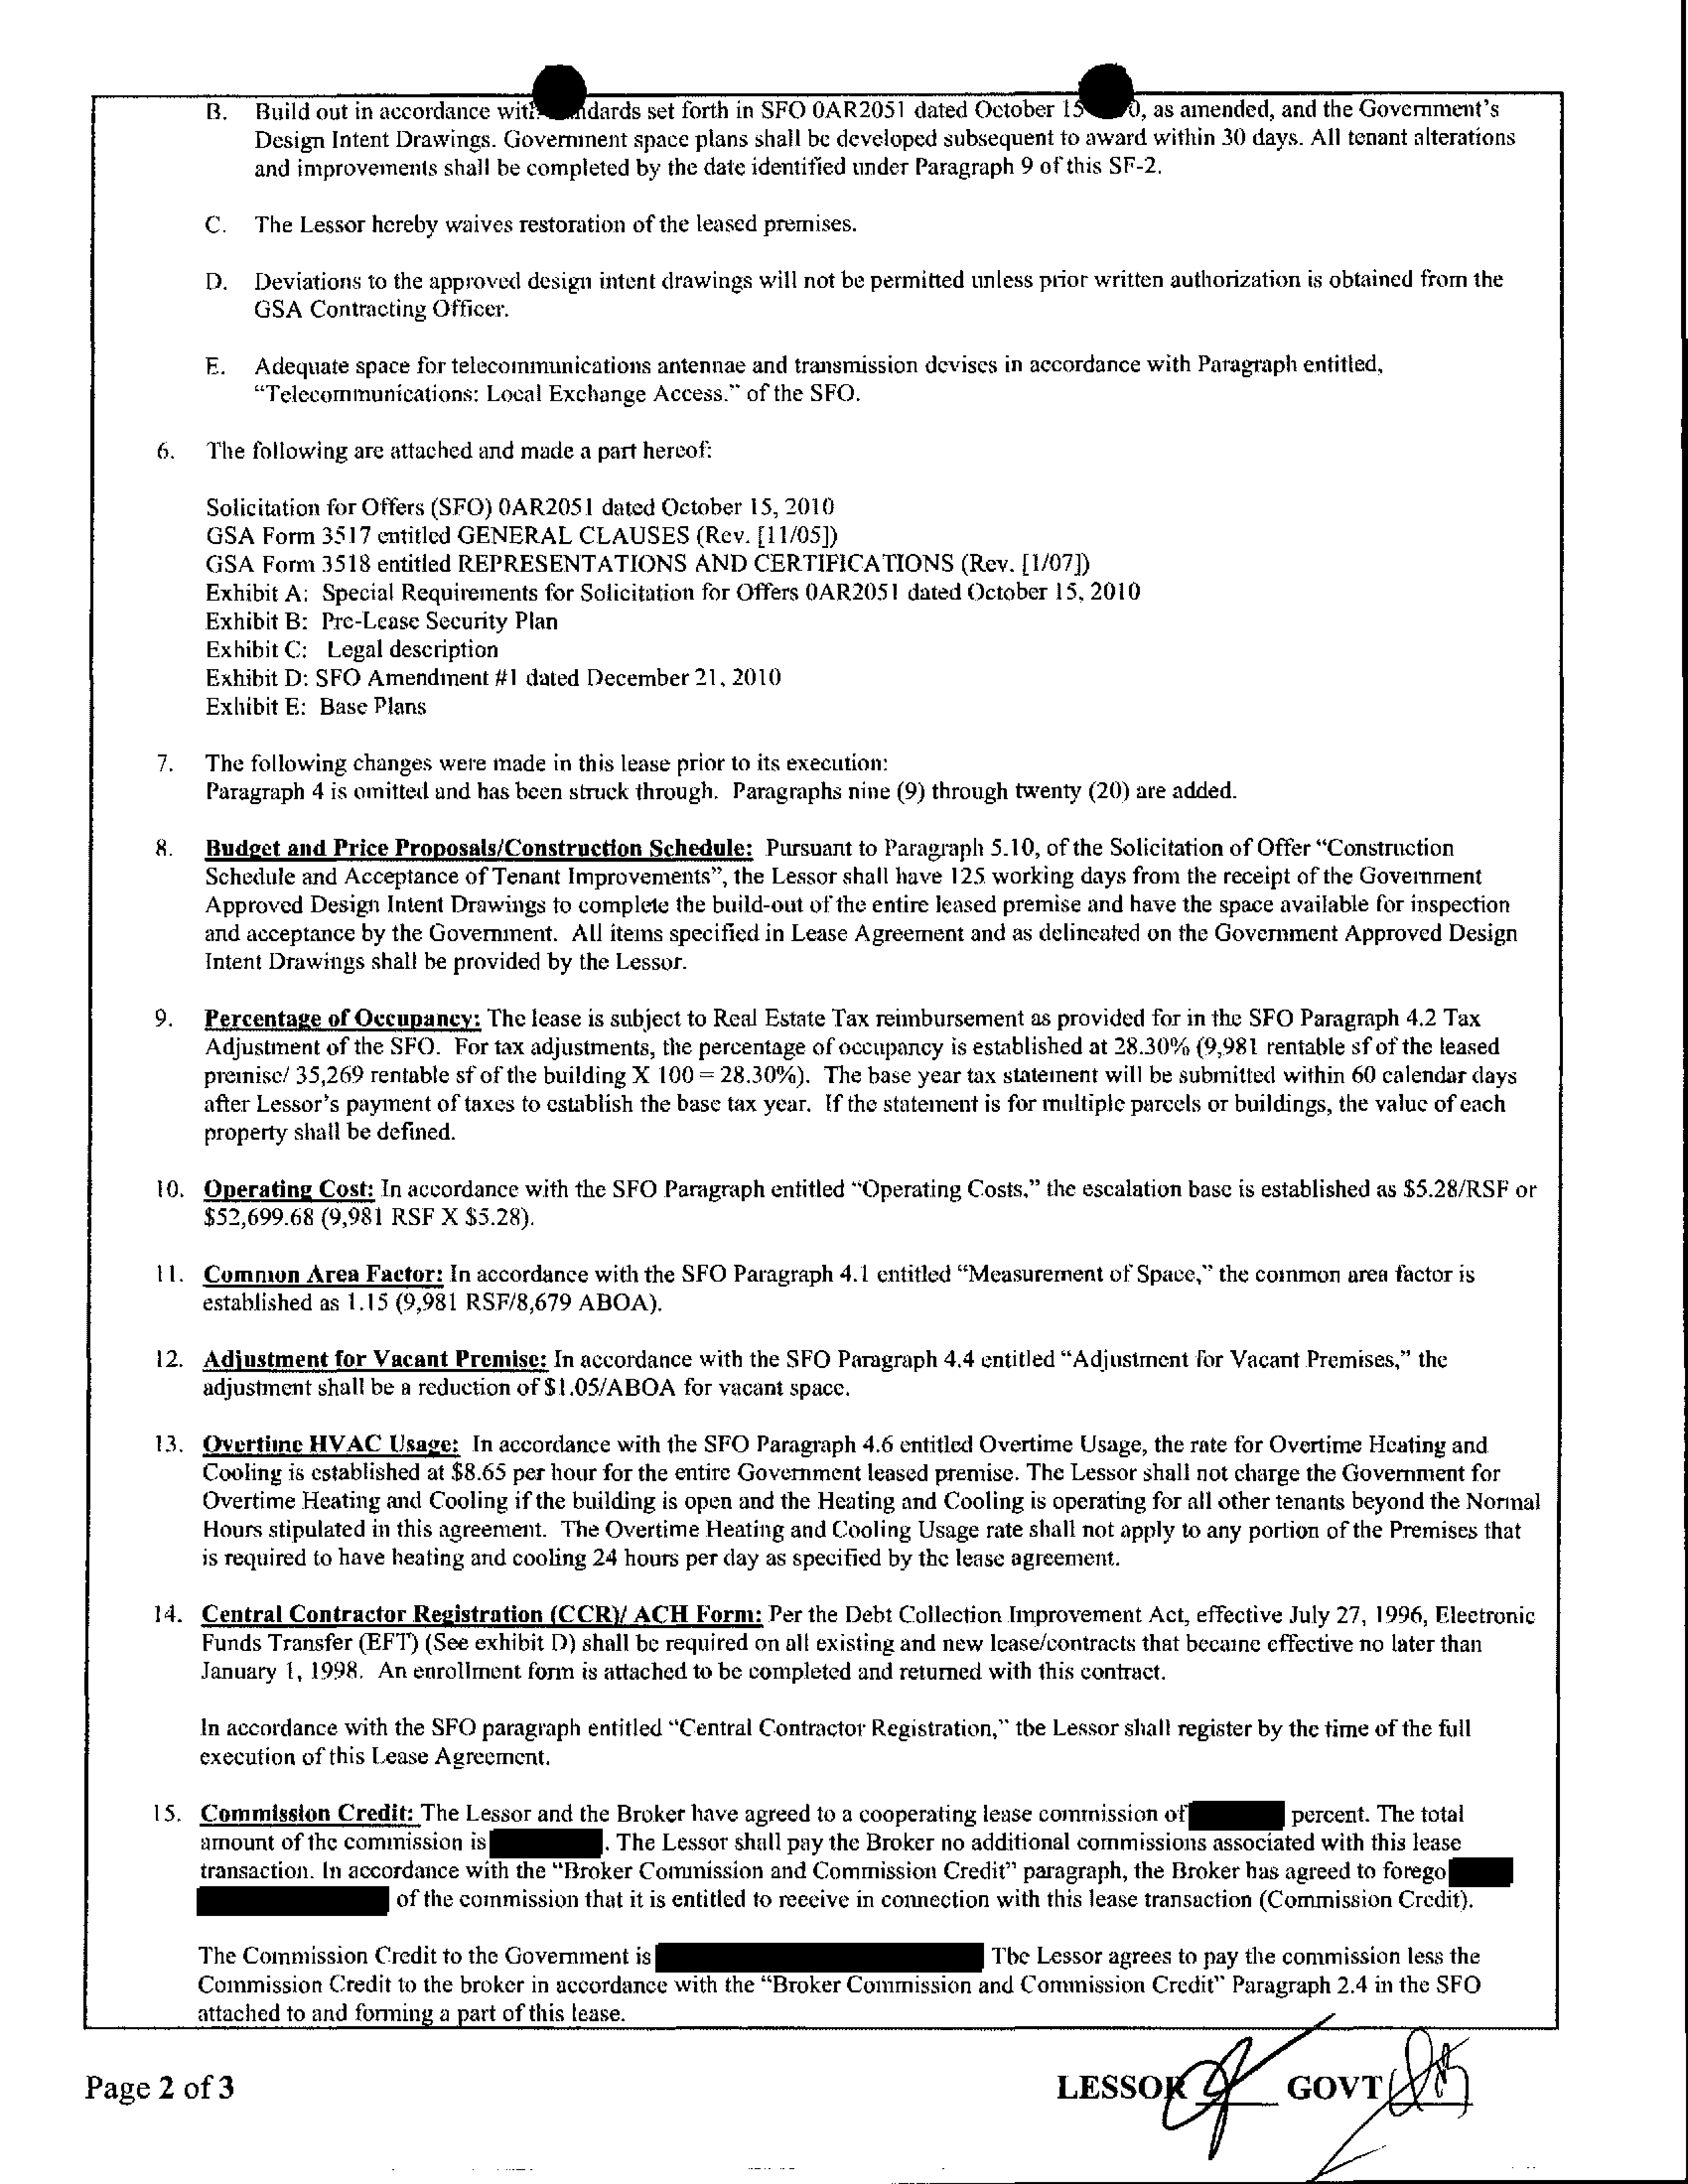 B. Build out in accordance with dards set forth in SFO 0AR2051 dated October 15 0, as amended, and the Government's
Design Intent Drawings. Government space plans shall be developed subsequent to award within 30 days. All tenant alterations
and improvements shall be completed by the date identified under Paragraph 9 of this SF-2.
C. The Lessor hereby waives restoration of the leased premises.
D. Deviations to the approved design intent drawings will not be permitted unless prior written authorization is obtained from the
GSA Contracting Officer.
E. Adequate space for telecommunications antennae and transmission devises in accordance with Paragraph entitled,
“Telecommunications: Local Exchange Access.” of the SFO.
6. The following are attached and made a part hereof:
Solicitation for Offers (SFO) 0AR2051 dated October 15, 2010
GSA Form 3517 entitled GENERAL CLAUSES (Rev. [11/05])
GSA Form 3518 entitled REPRESENTATIONS AND CERTIFICATIONS (Rev. [1/07])
Exhibit A: Special Requirements for Solicitation for Offers 0AR2051 dated October 15, 2010
Exhibit B: Pre-Lease Security Plan
Exhibit C: Legal description
Exhibit D: SFO Amendment #1 dated December 21, 2010
Exhibit E: Base Plans
7. The following changes were made in this lease prior to its execution:
Paragraph 4 is omitted and has been struck through. Paragraphs nine (9) through twenty (20) are added.
8. Budget and Price Proposals/Construction Schedule: Pursuant to Paragraph 5.10, of the Solicitation of Offer “Construction
Schedule and Acceptance of Tenant Improvements”, the Lessor shall have 125 working days from the receipt of the Government
Approved Design Intent Drawings to complete the build-out of the entire leased premise and have the space available for inspection
and acceptance by the Government. All items specified in Lease Agreement and as delineated on the Government Approved Design
Intent Drawings shall be provided by the Lessor.
9. Percentage of Occupancy: The lease is subject to Real Estate Tax reimbursement as provided for in the SFO Paragraph 4.2 Tax
Adjustment of the SFO. For tax adjustments, the percentage of occupancy is established at 28.30% (9,981 rentable sf of the leased
premise/ 35,269 rentable sf of the building X 100 = 28.30%). The base year tax statement will be submitted within 60 calendar days
after Lessor's payment of taxes to establish the base tax year. If the statement is for multiple parcels or buildings, the value of each
property shall be defined.
10. Operating Cost: In accordance with the SFO Paragraph entitled “Operating Costs,” the escalation base is established as $5.28/RSF or
$52,699.68 (9,981 RSF X $5.28).
11. Common Area Factor: In accordance with the SFO Paragraph 4.1 entitled “Measurement of Space,” the common area factor is
established as 1.15 (9,981 RSF/8,679 ABOA).
12. Adjustment for Vacant Premise: In accordance with the SFO Paragraph 4.4 entitled “Adjustment for Vacant Premises,” the
adjustment shall be a reduction of $1.05/ABOA for vacant space.
13. Overtime HVAC Usage: In accordance with the SFO Paragraph 4.6 entitled Overtime Usage, the rate for Overtime Heating and
Cooling is established at $8.65 per hour for the entire Government leased premise. The Lessor shall not charge the Government for
Overtime Heating and Cooling if the building is open and the Heating and Cooling is operating for all other tenants beyond the Normal
Hours stipulated in this agreement. The Overtime Heating and Cooling Usage rate shall not apply to any portion of the Premises that
is required to have heating and cooling 24 hours per day as specified by the lease agreement.
14. Central Contractor Registration (CCR)/ ACH Form: Per the Debt Collection Improvement Act, effective July 27, 1996, Electronic
Funds Transfer (EFT) (See exhibit D) shall be required on all existing and new lease/contracts that became effective no later than
January 1, 1998. An enrollment form is attached to be completed and returned with this contract.
In accordance with the SFO paragraph entitled “Central Contractor Registration,” the Lessor shall register by the time of the full
execution of this Lease Agreement.
15. Commission Credit: The Lessor and the Broker have agreed to a cooperating lease commission of percent. The total
amount of the commission is . The Lessor shall pay the Broker no additional commissions associated with this lease
transaction. In accordance with the “Broker Commission and Commission Credit” paragraph, the Broker has agreed to forego
of the commission that it is entitled to receive in connection with this lease transaction (Commission Credit).
The Commission Credit to the Government is The Lessor agrees to pay the commission less the
Commission Credit to the broker in accordance with the “Broker Commission and Commission Credit” Paragraph 2.4 in the SFO
attached to and forming a part of this lease.
Page 2 of 3 LESSOR GOVT